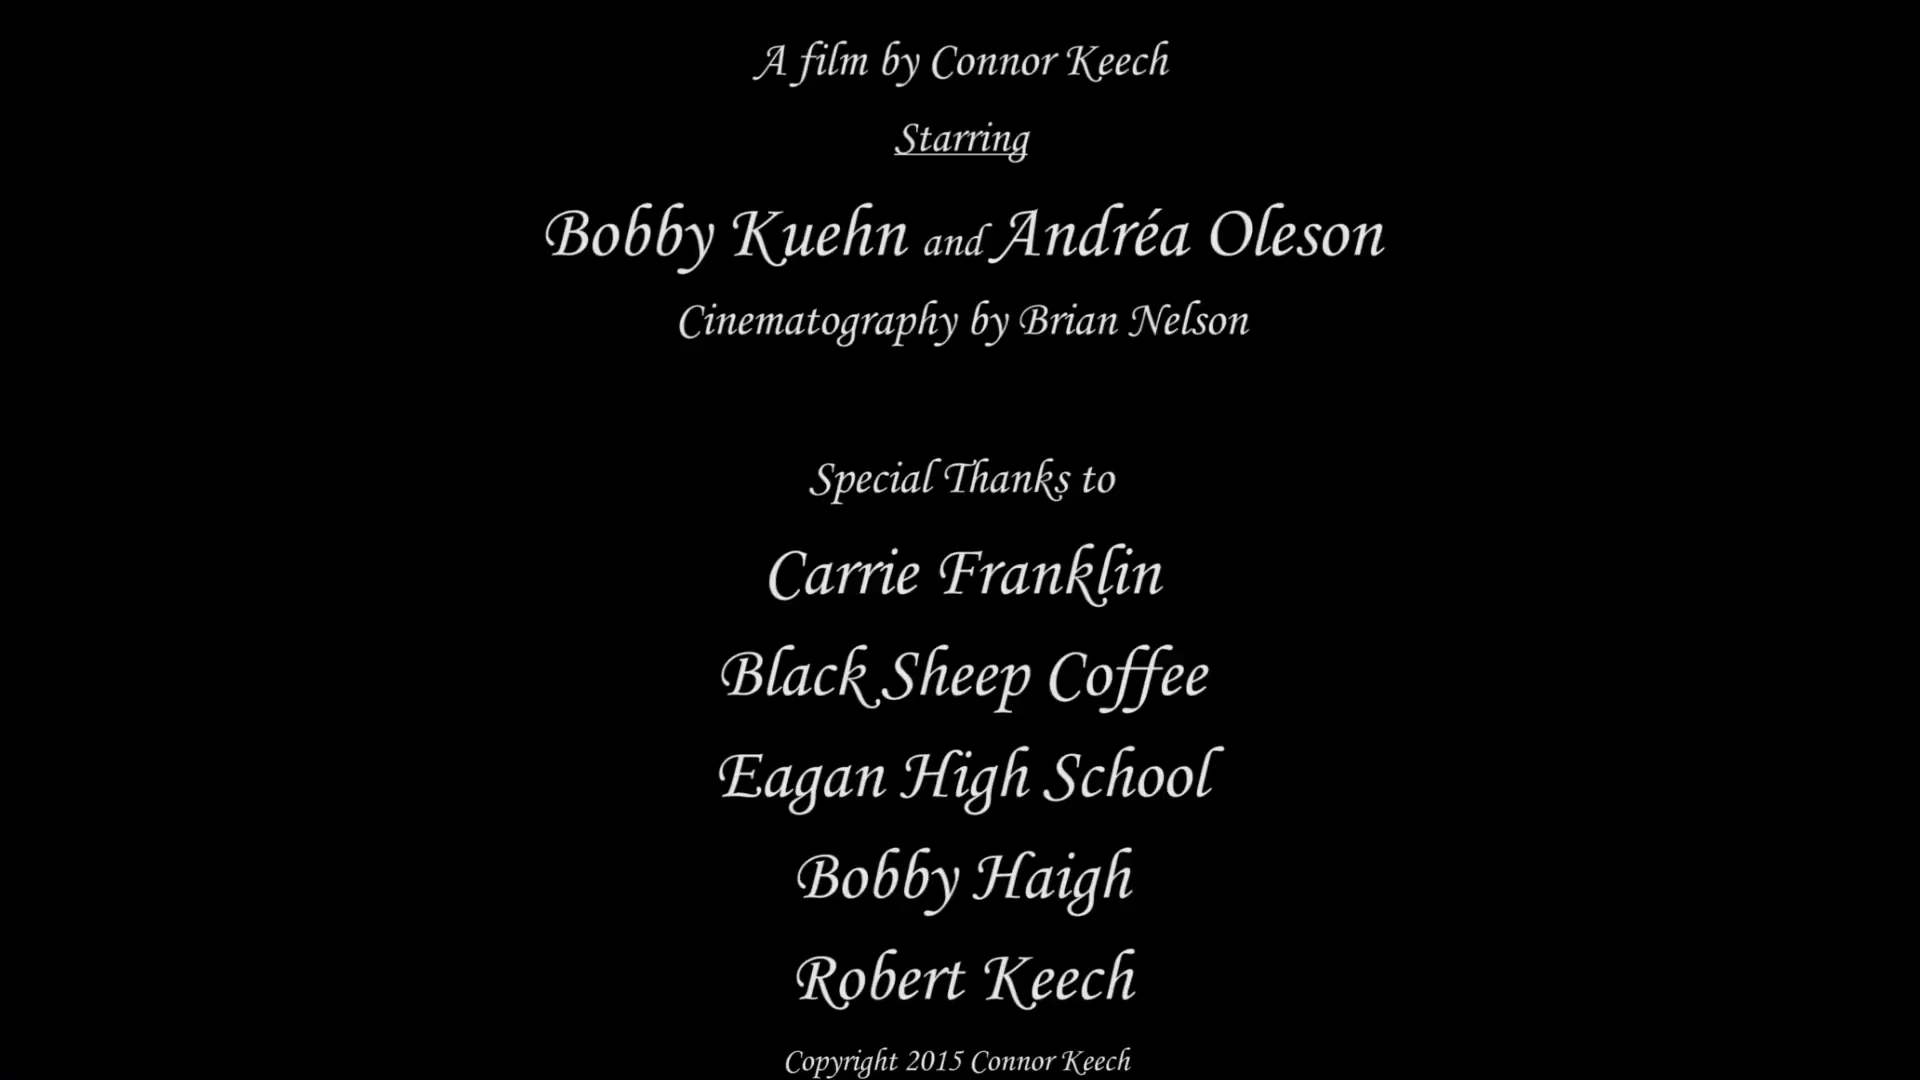 A film by Connor Keech
Starring
Bobby Kuehn and Andréa Oleson
Cinematography by Brian Nelson
Special Thanks to
Carrie Franklin
Black Sheep Coffee
Eagan High School
Bobby Haigh
Robert Keech
Copyright 2015 Connor Keech